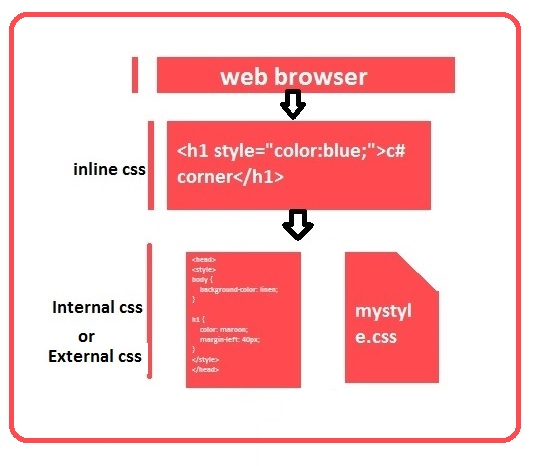 web browser
inline css
<h1 style="color:blue;">c#
corner</h1>
Internal css
or
External css
<head>
<style>
body {
background-color: linen;
}
h1 {
color: maroon;
margin-left: 40px;
}
</style>
</head>
mystyl
e.css